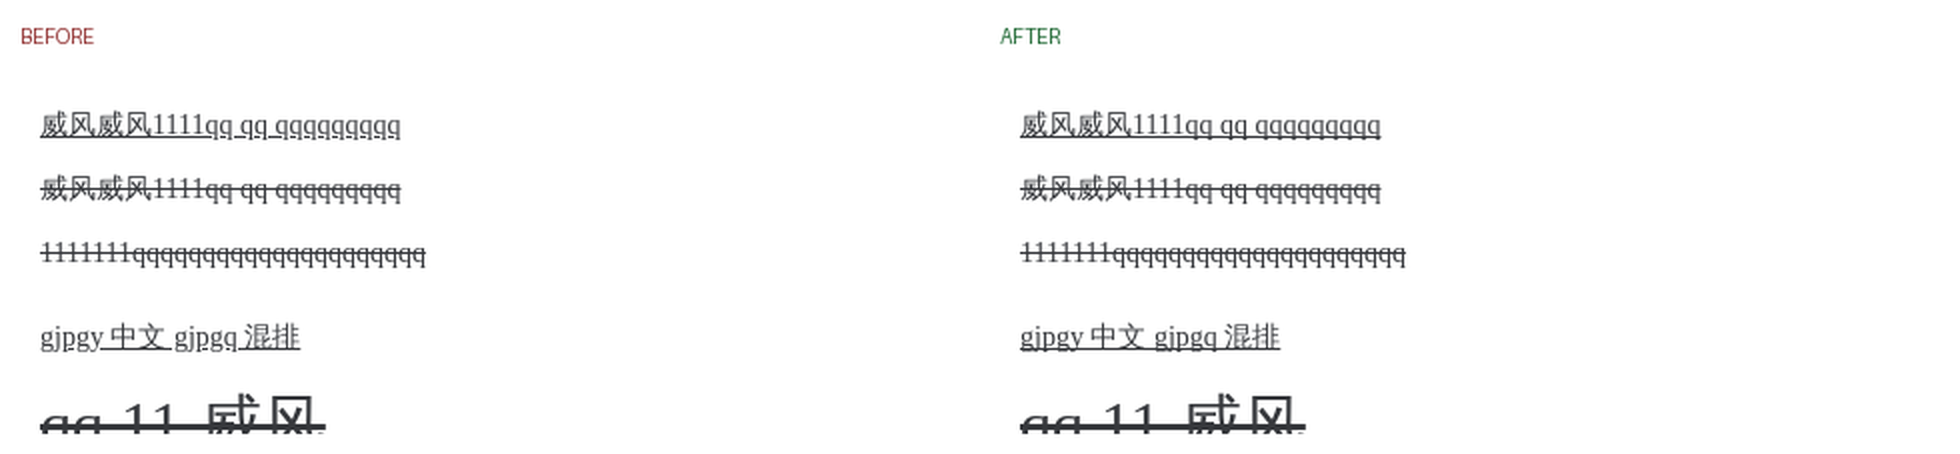 BEFORE
威风威风1111qq qq qqqqqqqqq
威风威风1111qq qq qqqqqqqqq
1111111qqqqqqqqqqqqqqqqqqqqq
gjpgy 中文 gjpgq 混排
qq 11 威风
AFTER
威风威风1111qq qq qqqqqqqqq
威风威风1111qq qq qqqqqqqqq
1111111qqqqqqqqqqqqqqqqqqqqq
gjpgy 中文 gjpgq 混排
qq 11 威风